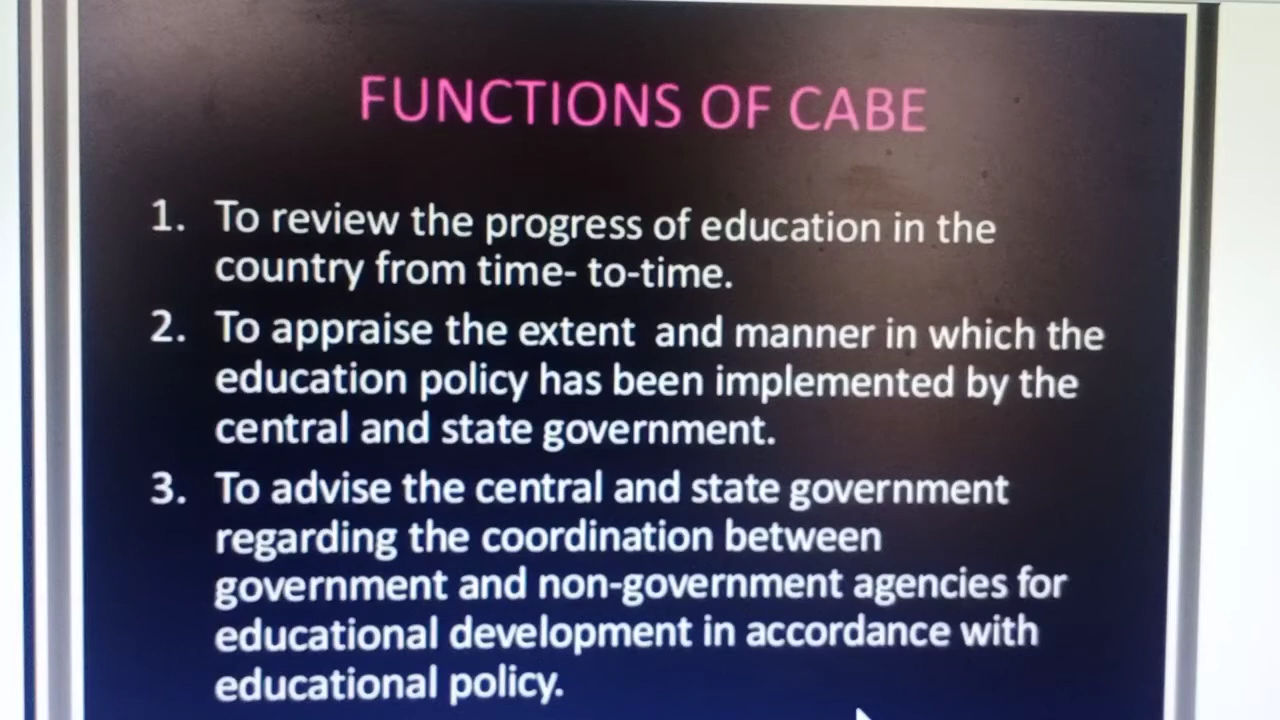 FUNCTIONS OF CABE
1. To review the progress of education in the
country from time- to-time.
2. To appraise the extent and manner in which the
education policy has been implemented by the
central and state government.
3. To advise the central and state government
regarding the coordination between
government and non-government agencies for
educational development in accordance with
educational policy.